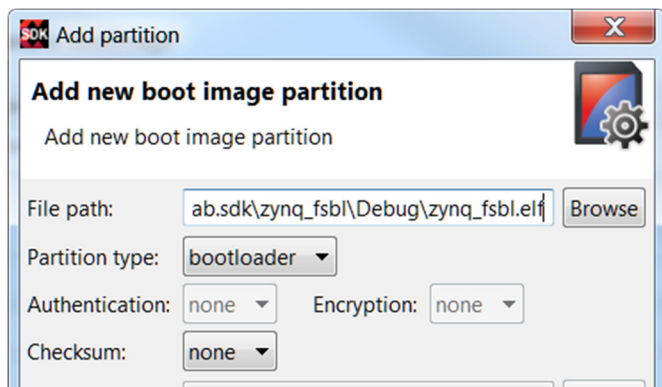 SDK Add partition
Add new boot image partition
Add new boot image partition
File path: ab.sdk\zynq_fsbl\Debug\zynq_fsbl.elf Browse
Partition type: bootloader
Authentication: none Encryption: none
Checksum: none